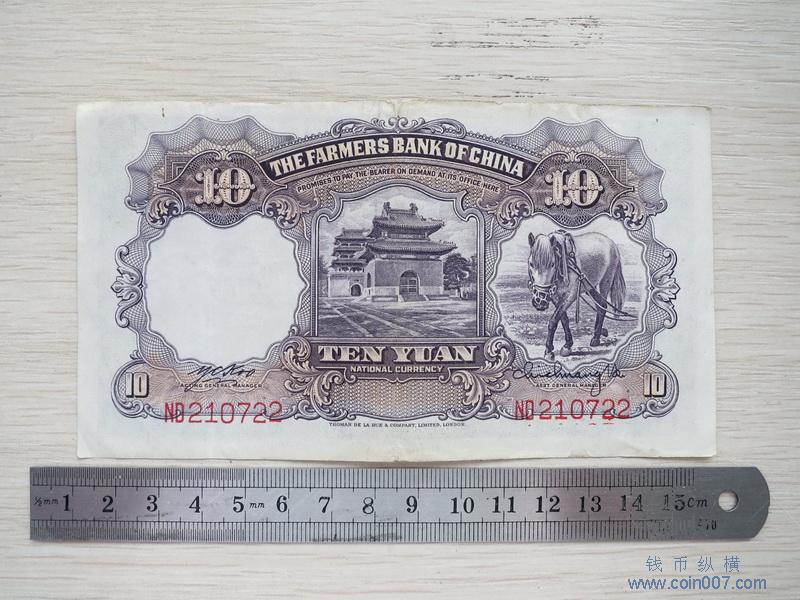 THE FARMERS BANK OF CHINA
PROMISES TO PAY THE BEARER ON DEMAND AT ITS OFFICE HERE
10 10
TEN YUAN
NATIONAL CURRENCY
ACTING GENERAL MANAGER
ASST GENERAL MANAGER
10 10
ND210722 ND210722
THOMAS DE LA RUE & COMPANY, LIMITED, LONDON.
½mm 1 2 3 4 5 mm 6 7 8 9 10 11 12 13 14 15cm
钱币纵横
www.coin007.com